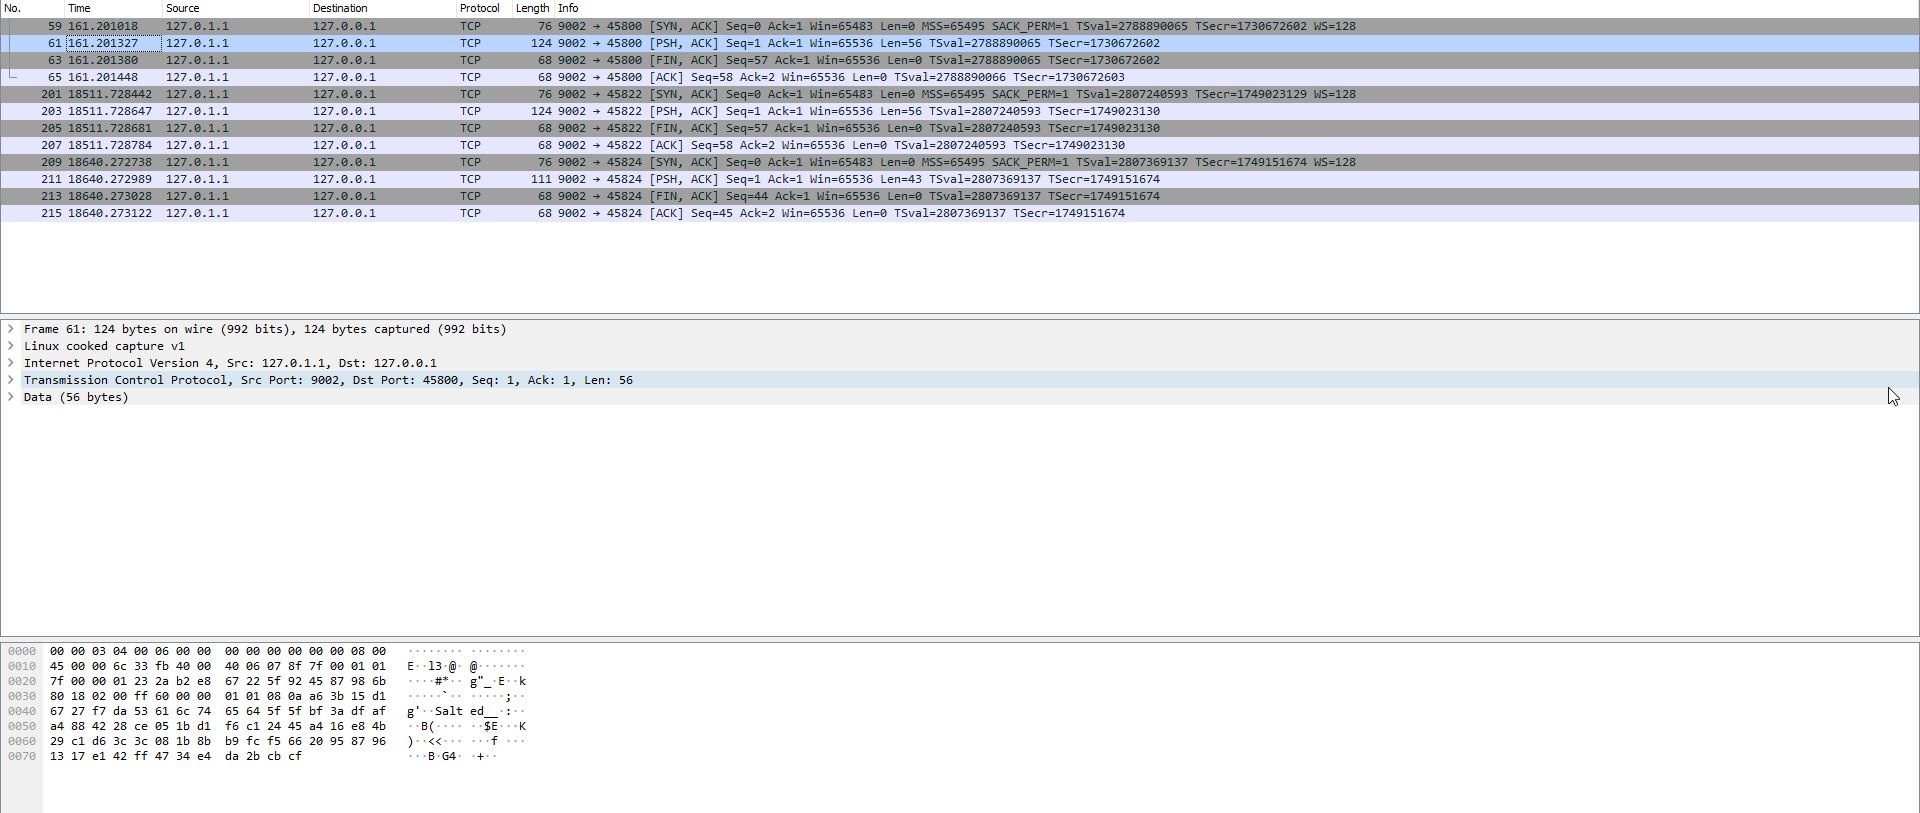 No. Time Source Destination Protocol Length Info
59 161.201018 127.0.1.1 127.0.0.1 TCP 76 9002 → 45800 [SYN, ACK] Seq=0 Ack=1 Win=65483 Len=0 MSS=65495 SACK_PERM=1 TSval=2788890065 TSecr=1730672602 WS=128
61 161.201327 127.0.1.1 127.0.0.1 TCP 124 9002 → 45800 [PSH, ACK] Seq=1 Ack=1 Win=65536 Len=56 TSval=2788890065 TSecr=1730672602
63 161.201380 127.0.1.1 127.0.0.1 TCP 68 9002 → 45800 [FIN, ACK] Seq=57 Ack=1 Win=65536 Len=0 TSval=2788890065 TSecr=1730672602
65 161.201448 127.0.1.1 127.0.0.1 TCP 68 9002 → 45800 [ACK] Seq=58 Ack=2 Win=65536 Len=0 TSval=2788890066 TSecr=1730672603
201 18511.728442 127.0.1.1 127.0.0.1 TCP 76 9002 → 45822 [SYN, ACK] Seq=0 Ack=1 Win=65483 Len=0 MSS=65495 SACK_PERM=1 TSval=2807240593 TSecr=1749023129 WS=128
203 18511.728647 127.0.1.1 127.0.0.1 TCP 124 9002 → 45822 [PSH, ACK] Seq=1 Ack=1 Win=65536 Len=56 TSval=2807240593 TSecr=1749023130
205 18511.728681 127.0.1.1 127.0.0.1 TCP 68 9002 → 45822 [FIN, ACK] Seq=57 Ack=1 Win=65536 Len=0 TSval=2807240593 TSecr=1749023130
207 18511.728784 127.0.1.1 127.0.0.1 TCP 68 9002 → 45822 [ACK] Seq=58 Ack=2 Win=65536 Len=0 TSval=2807240593 TSecr=1749023130
209 18640.272738 127.0.1.1 127.0.0.1 TCP 76 9002 → 45824 [SYN, ACK] Seq=0 Ack=1 Win=65483 Len=0 MSS=65495 SACK_PERM=1 TSval=2807369137 TSecr=1749151674 WS=128
211 18640.272989 127.0.1.1 127.0.0.1 TCP 111 9002 → 45824 [PSH, ACK] Seq=1 Ack=1 Win=65536 Len=43 TSval=2807369137 TSecr=1749151674
213 18640.273028 127.0.1.1 127.0.0.1 TCP 68 9002 → 45824 [FIN, ACK] Seq=44 Ack=1 Win=65536 Len=0 TSval=2807369137 TSecr=1749151674
215 18640.273122 127.0.1.1 127.0.0.1 TCP 68 9002 → 45824 [ACK] Seq=45 Ack=2 Win=65536 Len=0 TSval=2807369137 TSecr=1749151674
Frame 61: 124 bytes on wire (992 bits), 124 bytes captured (992 bits)
Linux cooked capture v1
Internet Protocol Version 4, Src: 127.0.1.1, Dst: 127.0.0.1
Transmission Control Protocol, Src Port: 9002, Dst Port: 45800, Seq: 1, Ack: 1, Len: 56
Data (56 bytes)
0000 00 00 03 04 00 06 00 00 00 00 00 00 00 00 08 00 ········ ········
0010 45 00 00 6c 33 fb 40 00 40 06 07 8f 7f 00 01 01 E··l3·@· @·······
0020 7f 00 00 01 23 2a b2 e8 67 22 5f 92 45 87 98 6b ····#*·· g"_·E··k
0030 80 18 02 00 ff 60 00 00 01 01 08 0a a6 3b 15 d1 ·····`·· ·····;··
0040 67 27 f7 da 53 61 6c 74 65 64 5f 5f bf 3a df af g'··Salt ed__·:··
0050 a4 88 42 28 ce 05 1b d1 f6 c1 24 45 a4 16 e8 4b ··B(···· ··$E···K
0060 29 c1 d6 3c 3c 08 1b 8b b9 fc f5 66 20 95 87 96 )··<<··· ···f ···
0070 13 17 e1 42 ff 47 34 e4 da 2b cb cf ···B·G4· ·+··